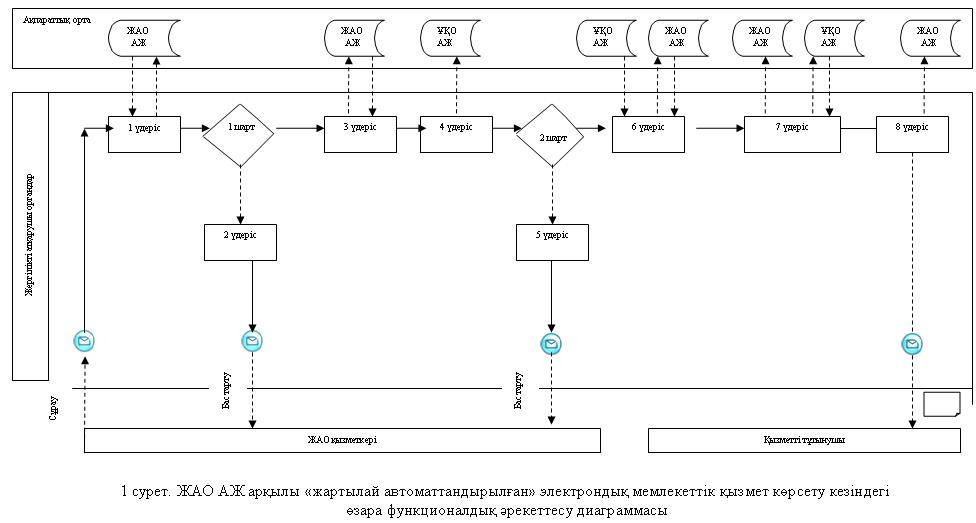 Ақпараттық орта
ЖАО
АЖ
ЖАО
АЖ
ҰҚО
АЖ
ҰҚО
АЖ
ЖАО
АЖ
ЖАО
АЖ
ҰҚО
АЖ
ЖАО
АЖ
Жергілікті атқарушы органдар
1 үдеріс
1 шарт
3 үдеріс
4 үдеріс
2 шарт
6 үдеріс
7 үдеріс
8 үдеріс
2 үдеріс
5 үдеріс
Сұрау
Бас тарту
Бас тарту
ЖАО қызметкері
Қызметті тұтынушы
1 сурет. ЖАО АЖ арқылы «жартылай автоматтандырылған» электрондық мемлекеттік қызмет көрсету кезіндегі
өзара функционалдық әрекеттесу диаграммасы